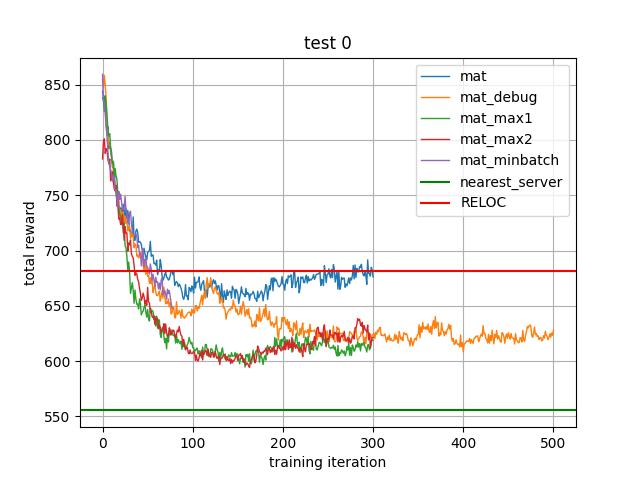 test 0
total reward
850
800
750
700
650
600
550
0
100
200
300
400
500
training iteration
mat
mat_debug
mat_max1
mat_max2
mat_minbatch
nearest_server
RELOC